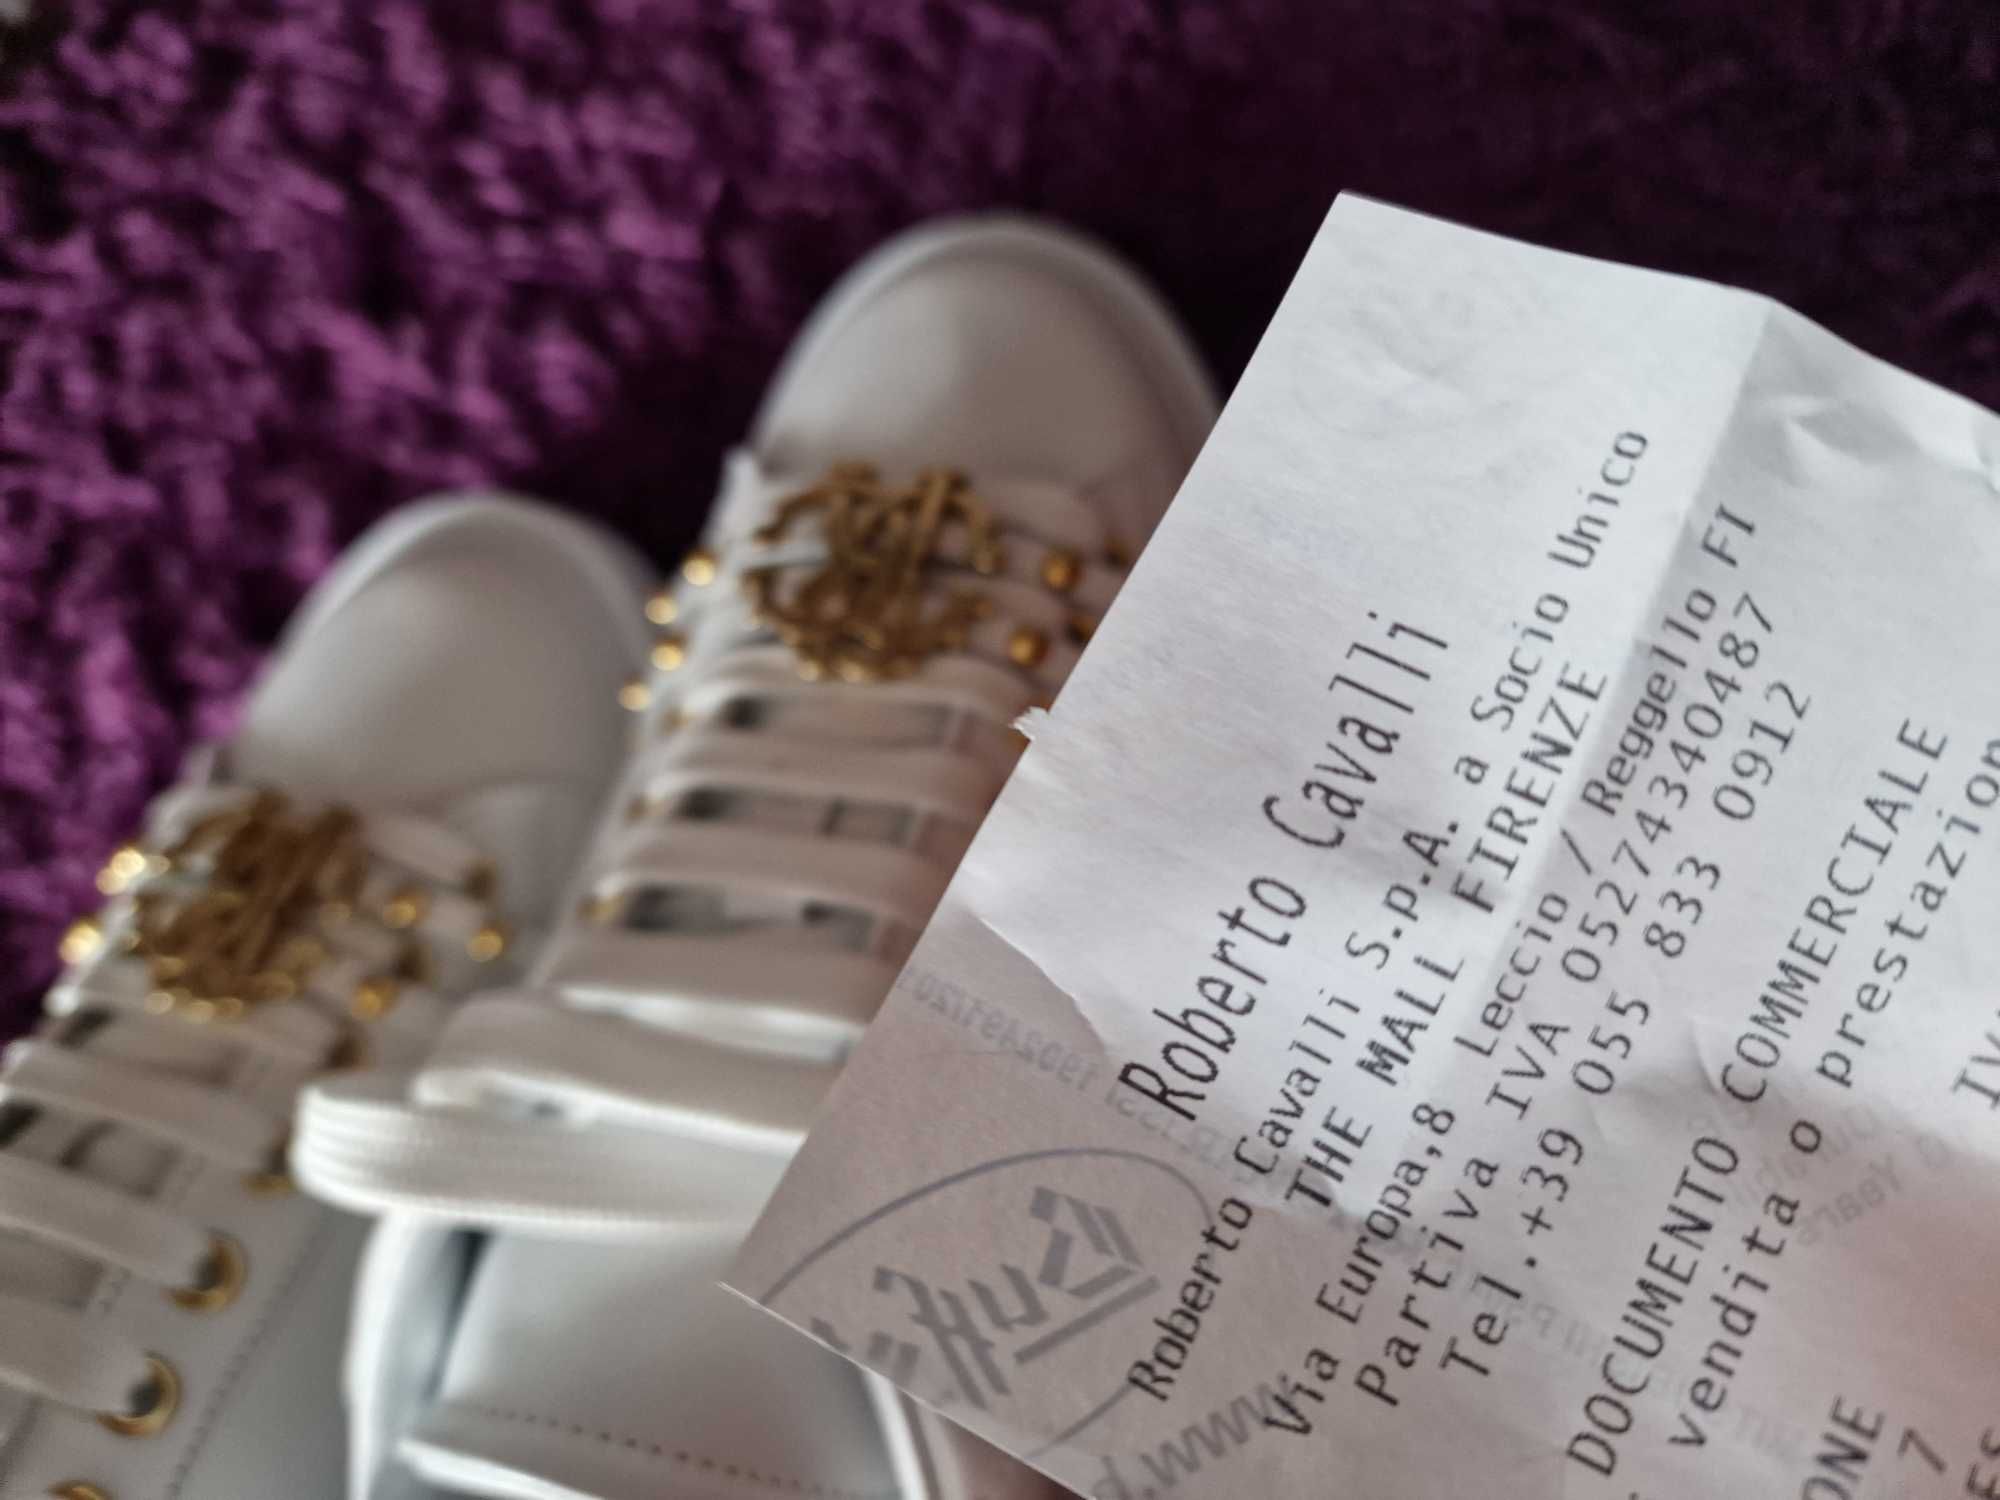 Roberto Cavalli
Roberto Cavalli S.p.A. a Socio Unico
THE MALL FIRENZE
Via Europa,8 Leccio / Reggello FI
Partiva IVA 05274340487
Tel.+39 055 833 0912
DOCUMENTO COMMERCIALE
vendita o prestazion